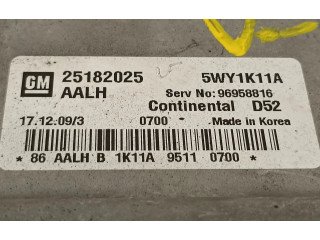 GM 25182025 5WY1K11A
AALH Serv No:96958816
Continental D52
17.12.09/3 0700 Made in Korea
* 86 AALH B 1K11A 9511 0700 *